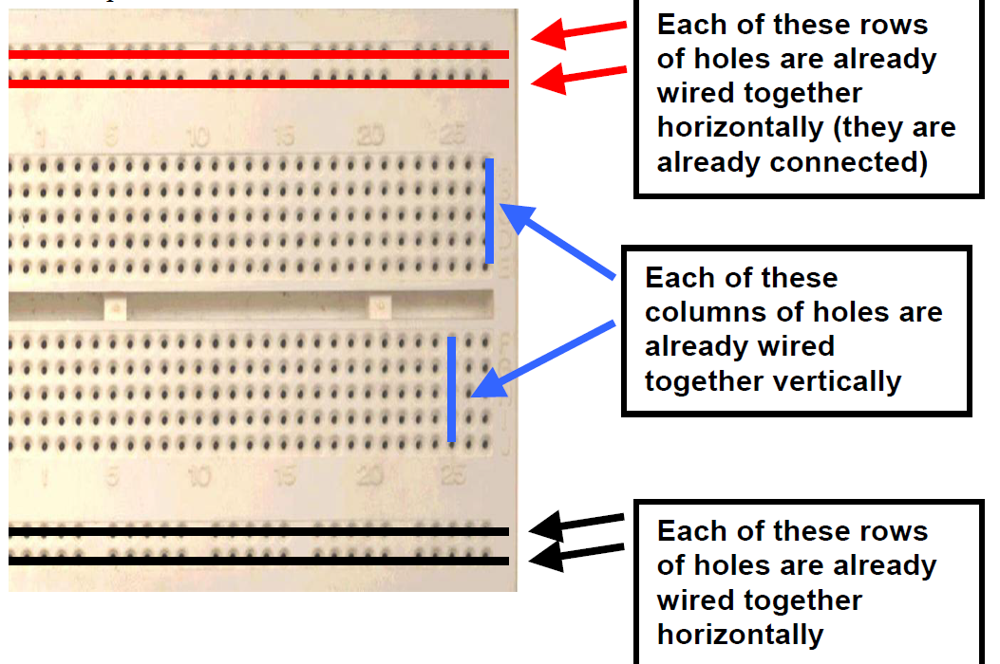 Each of these rows
of holes are already
wired together
horizontally (they are
already connected)
1 5 10 15 20 25
Each of these
columns of holes are
already wired
together vertically
1 5 10 15 20 25
Each of these rows
of holes are already
wired together
horizontally